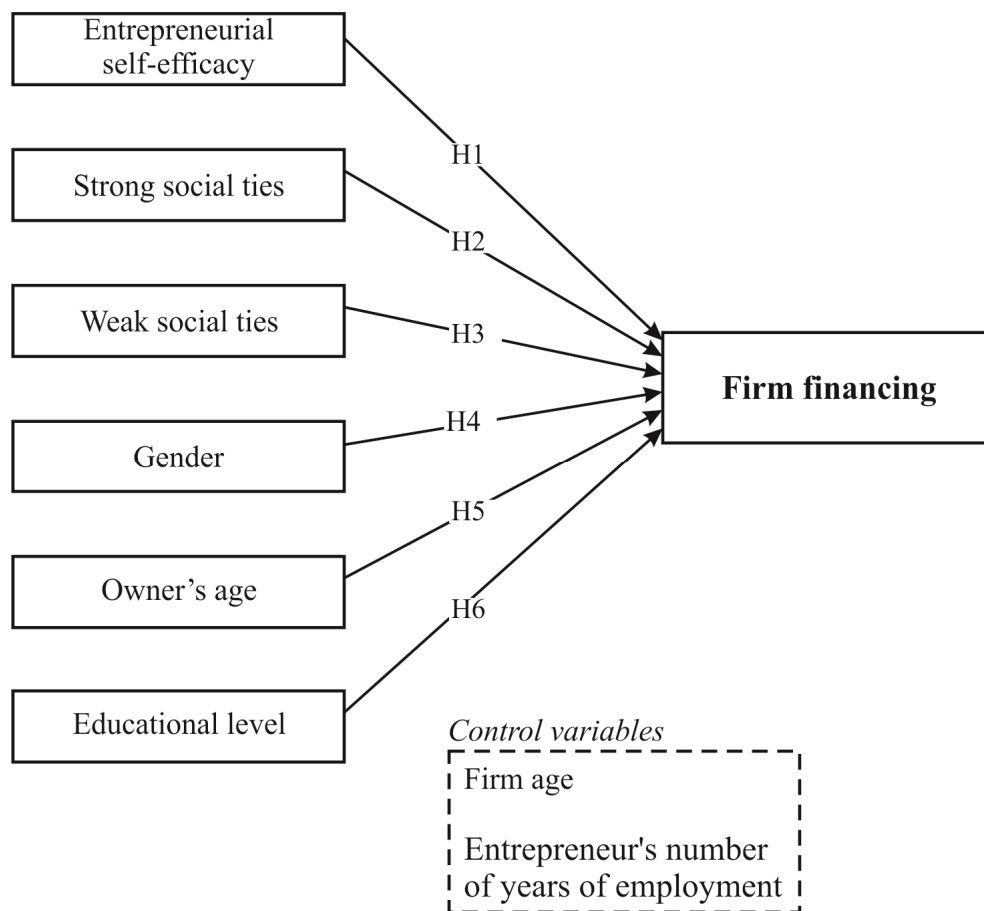 Entrepreneurial
self-efficacy
H1
Strong social ties
H2
Weak social ties
H3
Firm financing
Gender
H4
H5
Owner’s age
H6
Educational level
Control variables
Firm age
Entrepreneur's number
of years of employment